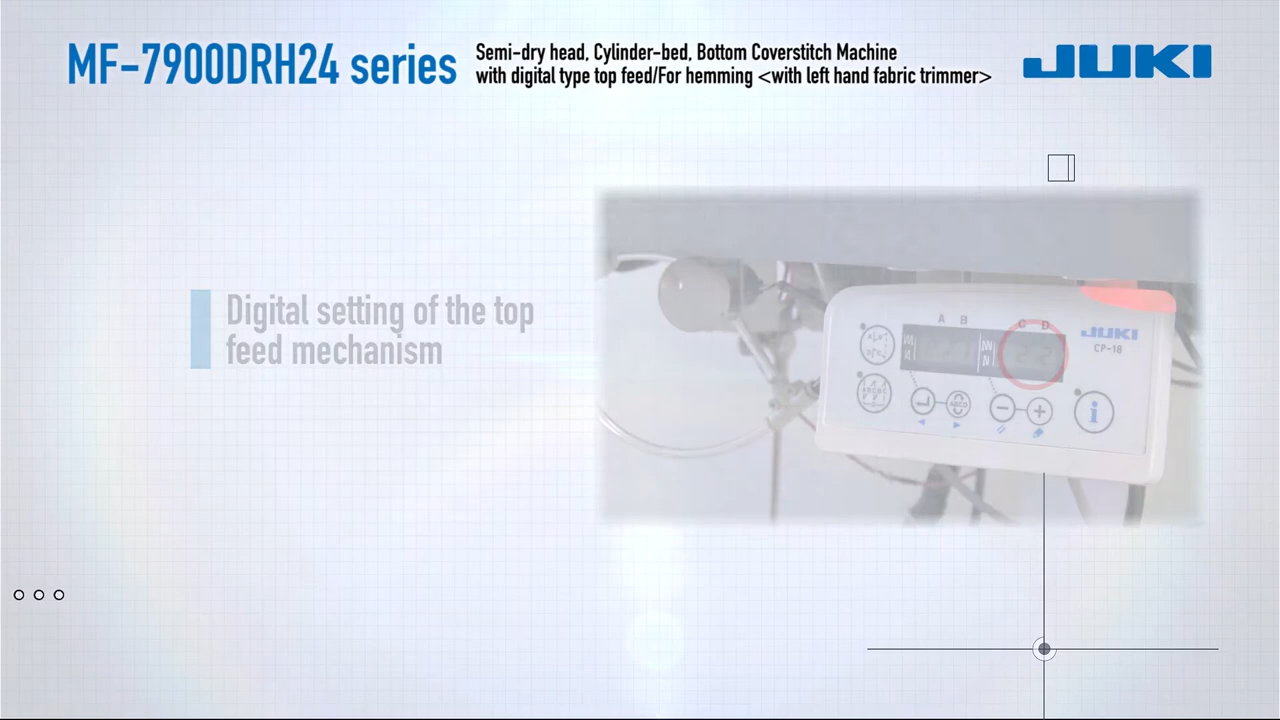 MF-7900DRH24 series
Semi-dry head, Cylinder-bed, Bottom Coverstitch Machine
with digital type top feed/For hemming <with left hand fabric trimmer>
JUKI
Digital setting of the top
feed mechanism
A B C D
JUKI
CP-18
ABCD